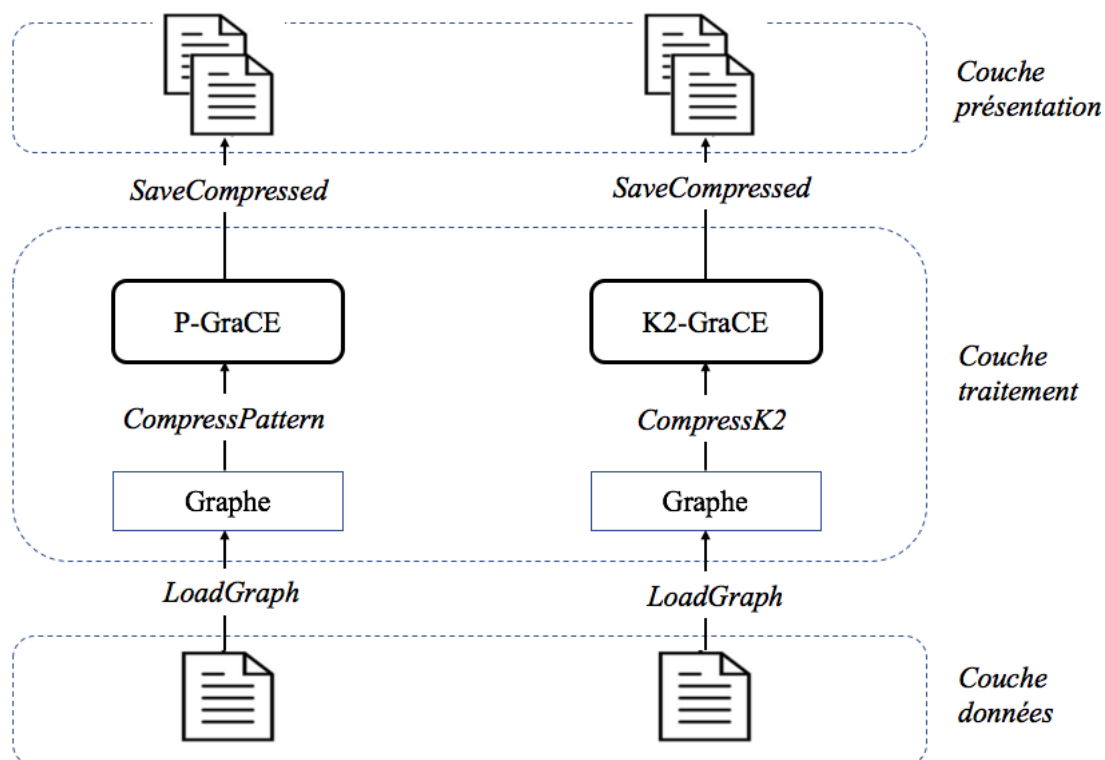 Couche
présentation
SaveCompressed
SaveCompressed
P-GraCE
K2-GraCE
Couche
traitement
CompressPattern
CompressK2
Graphe
Graphe
LoadGraph
LoadGraph
Couche
données